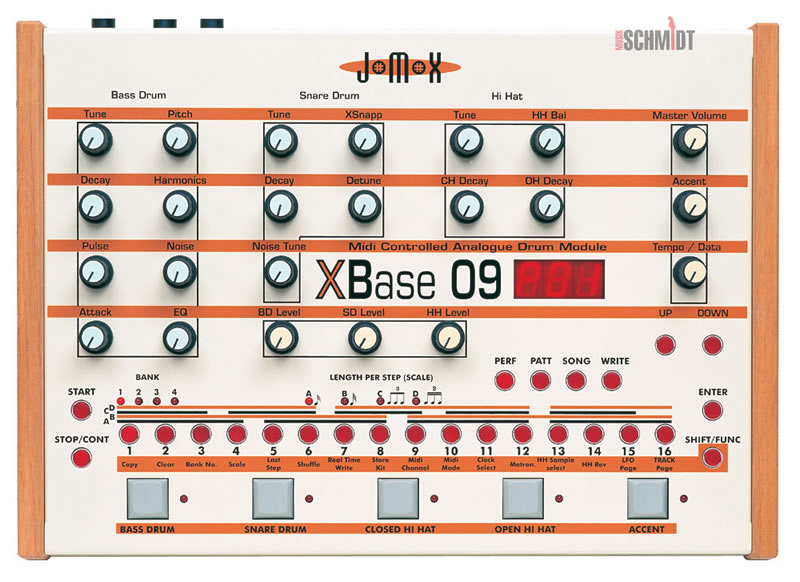 MUSIK SCHMIDT
JOMOX
Bass Drum Snare Drum Hi Hat
Tune Pitch Tune XSnapp Tune HH Bal Master Volume
Decay Harmonics Decay Detune CH Decay OH Decay Accent
Pulse Noise Noise Tune Midi Controlled Analogue Drum Module Tempo / Data
XBase 09 P01
Attack EQ BD Level SD Level HH Level UP DOWN
PERF PATT SONG WRITE
BANK LENGTH PER STEP (SCALE)
START 1 2 3 4 A B C 3 D 3 ENTER
C D
A B
STOP/CONT SHIFT/FUNC
1 2 3 4 5 6 7 8 9 10 11 12 13 14 15 16
Copy Clear Bank No. Scale Last Step Shuffle Real Time Write Store Kit Midi Channel Midi Mode Clock Select Metron. HH Sample select HH Rev LFO Page TRACK Page
BASS DRUM SNARE DRUM CLOSED HI HAT OPEN HI HAT ACCENT